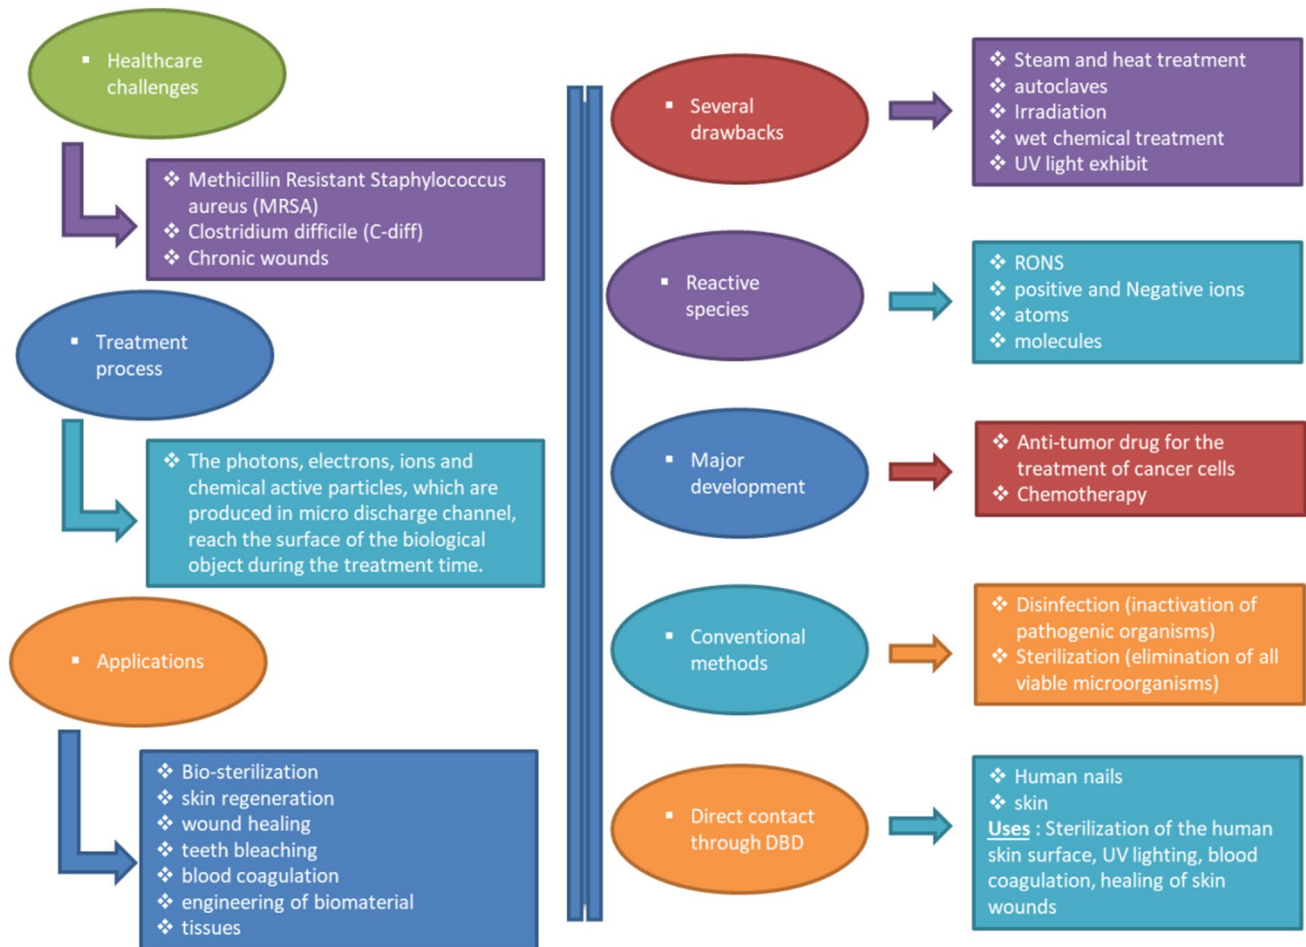 Healthcare
challenges
❖ Methicillin Resistant Staphylococcus
aureus (MRSA)
❖ Clostridium difficile (C-diff)
❖ Chronic wounds
▪ Treatment
process
❖ The photons, electrons, ions and
chemical active particles, which are
produced in micro discharge channel,
reach the surface of the biological
object during the treatment time.
▪ Applications
❖ Bio-sterilization
❖ skin regeneration
❖ wound healing
❖ teeth bleaching
❖ blood coagulation
❖ engineering of biomaterial
❖ tissues
▪ Several
drawbacks
❖ Steam and heat treatment
❖ autoclaves
❖ Irradiation
❖ wet chemical treatment
❖ UV light exhibit
▪ Reactive
species
❖ RONS
❖ positive and Negative ions
❖ atoms
❖ molecules
▪ Major
development
❖ Anti-tumor drug for the
treatment of cancer cells
❖ Chemotherapy
▪ Conventional
methods
❖ Disinfection (inactivation of
pathogenic organisms)
❖ Sterilization (elimination of all
viable microorganisms)
▪ Direct contact
through DBD
❖ Human nails
❖ skin
Uses : Sterilization of the human
skin surface, UV lighting, blood
coagulation, healing of skin
wounds